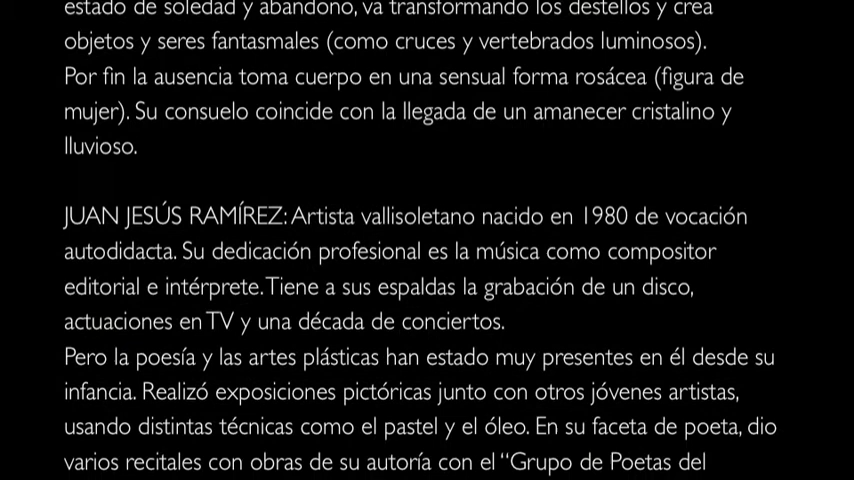 estado de soledad y abandono, va transformando los destellos y crea
objetos y seres fantasmales (como cruces y vertebrados luminosos).
Por fin la ausencia toma cuerpo en una sensual forma rosácea (figura de
mujer). Su consuelo coincide con la llegada de un amanecer cristalino y
lluvioso.
JUAN JESÚS RAMÍREZ: Artista vallisoletano nacido en 1980 de vocación
autodidacta. Su dedicación profesional es la música como compositor
editorial e intérprete. Tiene a sus espaldas la grabación de un disco,
actuaciones en TV y una década de conciertos.
Pero la poesía y las artes plásticas han estado muy presentes en él desde su
infancia. Realizó exposiciones pictóricas junto con otros jóvenes artistas,
usando distintas técnicas como el pastel y el óleo. En su faceta de poeta, dio
varios recitales con obras de su autoría con el “Grupo de Poetas del